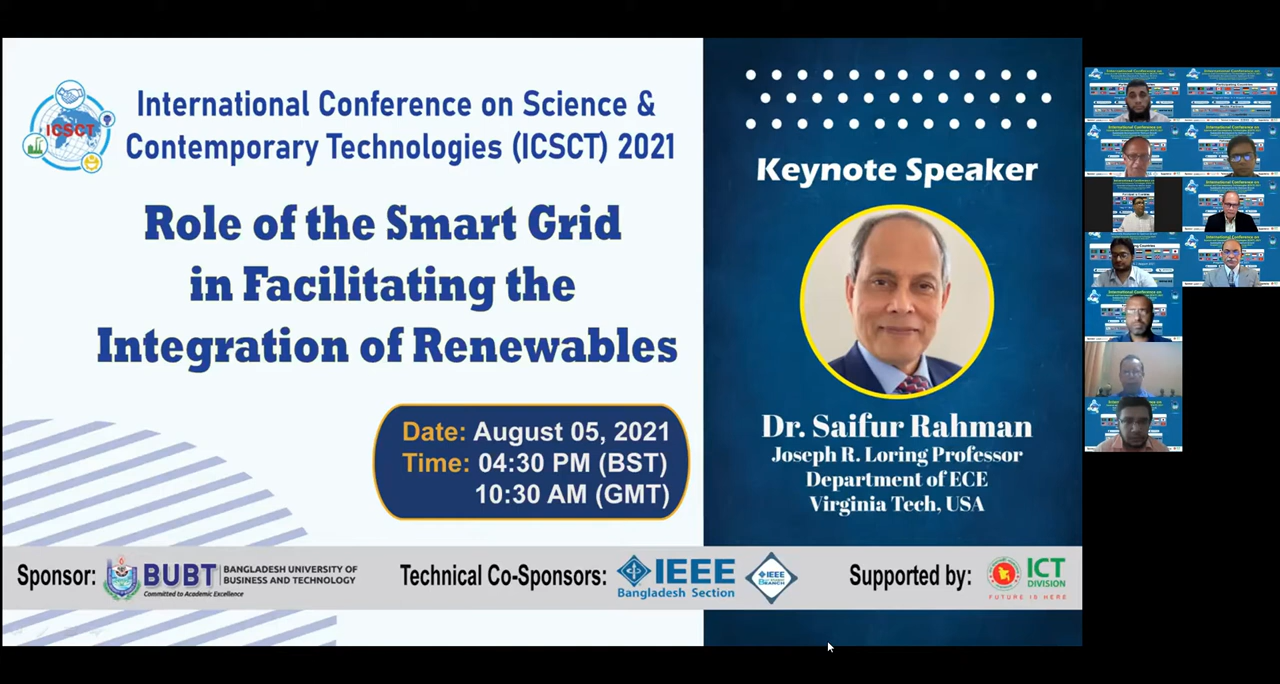 International Conference on Science &
Contemporary Technologies (ICSCT) 2021
ICSCT
Role of the Smart Grid
in Facilitating the
Integration of Renewables
Date: August 05, 2021
Time: 04:30 PM (BST)
10:30 AM (GMT)
Keynote Speaker
Dr. Saifur Rahman
Joseph R. Loring Professor
Department of ECE
Virginia Tech, USA
Sponsor:
BUBT
Committed to Academic Excellence
BANGLADESH UNIVERSITY OF
BUSINESS AND TECHNOLOGY
Technical Co-Sponsors:
IEEE
Bangladesh Section
IEEE
BRANCH
Supported by:
ICT
DIVISION
FUTURE IS HERE